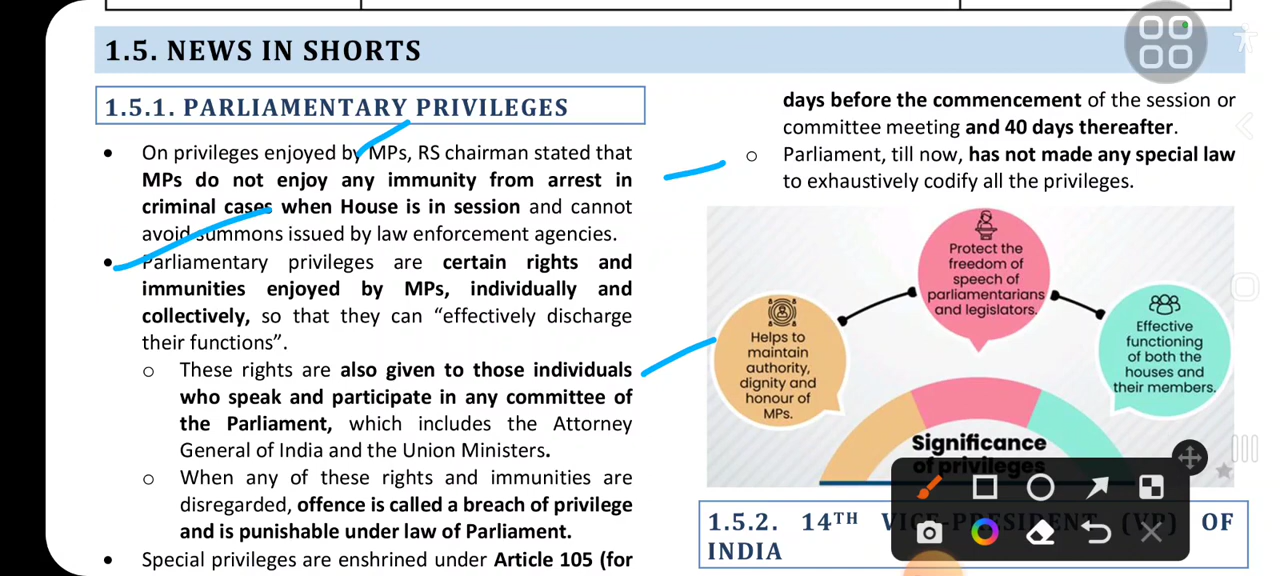 1.5. NEWS IN SHORTS
1.5.1. PARLIAMENTARY PRIVILEGES
• On privileges enjoyed by MPs, RS chairman stated that
MPs do not enjoy any immunity from arrest in
criminal cases when House is in session and cannot
avoid summons issued by law enforcement agencies.
• Parliamentary privileges are certain rights and
immunities enjoyed by MPs, individually and
collectively, so that they can “effectively discharge
their functions”.
o These rights are also given to those individuals
who speak and participate in any committee of
the Parliament, which includes the Attorney
General of India and the Union Ministers.
o When any of these rights and immunities are
disregarded, offence is called a breach of privilege
and is punishable under law of Parliament.
• Special privileges are enshrined under Article 105 (for
days before the commencement of the session or
committee meeting and 40 days thereafter.
o Parliament, till now, has not made any special law
to exhaustively codify all the privileges.
Helps to
maintain
authority,
dignity and
honour of
MPs.
Protect the
freedom of
speech of
parliamentarians
and legislators.
Effective
functioning
of both the
houses and
their members.
Significance
of privileges
1.5.2. 14TH VICE-PRESIDENT (VP) OF
INDIA